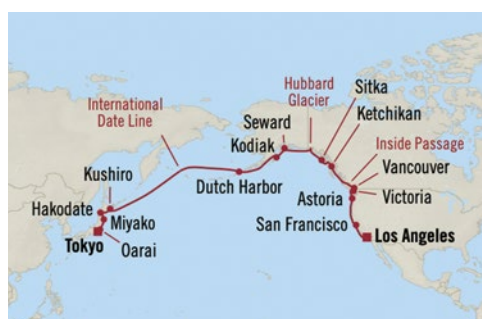 Sitka
Hubbard
Glacier
Ketchikan
International
Date Line
Seward
Inside Passage
Kodiak
Vancouver
Kushiro
Dutch Harbor
Victoria
Hakodate
Astoria
Miyako
San Francisco
Los Angeles
Tokyo
Oarai